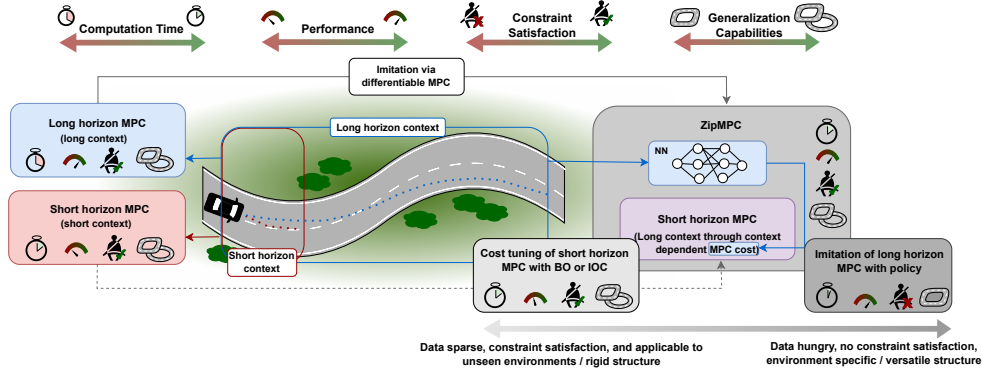 Computation Time
Performance
Constraint
Satisfaction
Generalization
Capabilities
Imitation via
differentiable MPC
Long horizon MPC
(long context)
Long horizon context
ZipMPC
NN
Short horizon MPC
(short context)
Short horizon MPC
(Long context through context
dependent MPC cost)
Short horizon
context
Cost tuning of short horizon
MPC with BO or IOC
Imitation of long horizon
MPC with policy
Data sparse, constraint satisfaction, and applicable to
unseen environments / rigid structure
Data hungry, no constraint satisfaction,
environment specific / versatile structure